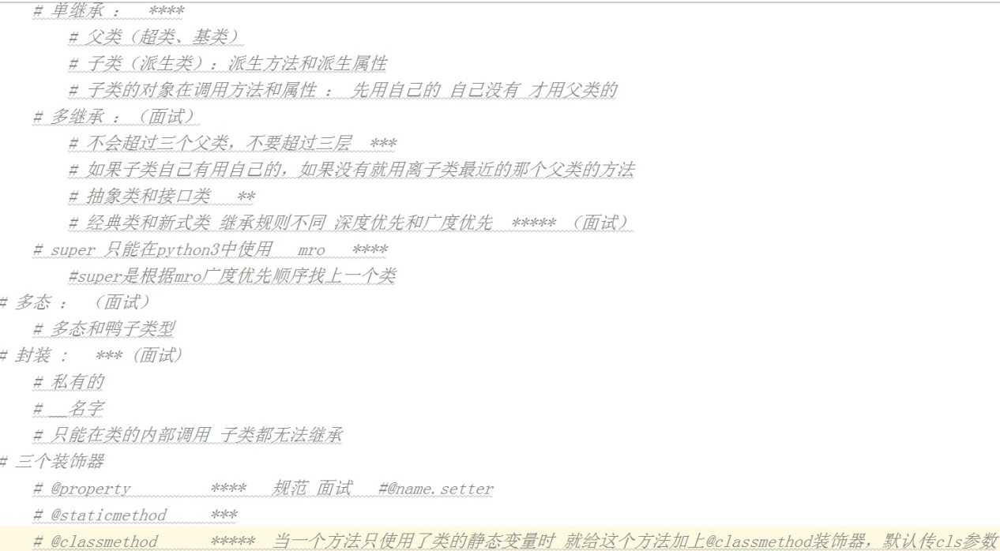 # 单继承 ： ****
# 父类（超类、基类）
# 子类（派生类）：派生方法和派生属性
# 子类的对象在调用方法和属性 ： 先用自己的 自己没有 才用父类的
# 多继承 ：（面试）
# 不会超过三个父类，不要超过三层 ***
# 如果子类自己有用自己的，如果没有就用离子类最近的那个父类的方法
# 抽象类和接口类 **
# 经典类和新式类 继承规则不同 深度优先和广度优先 ***** （面试）
# super 只能在python3中使用 mro ****
#super是根据mro广度优先顺序找上一个类
# 多态 ： （面试）
# 多态和鸭子类型
# 封装 ： ***（面试）
# 私有的
# __名字
# 只能在类的内部调用 子类都无法继承
# 三个装饰器
# @property **** 规范 面试 #@name.setter
# @staticmethod ***
# @classmethod ***** 当一个方法只使用了类的静态变量时 就给这个方法加上@classmethod装饰器，默认传cls参数